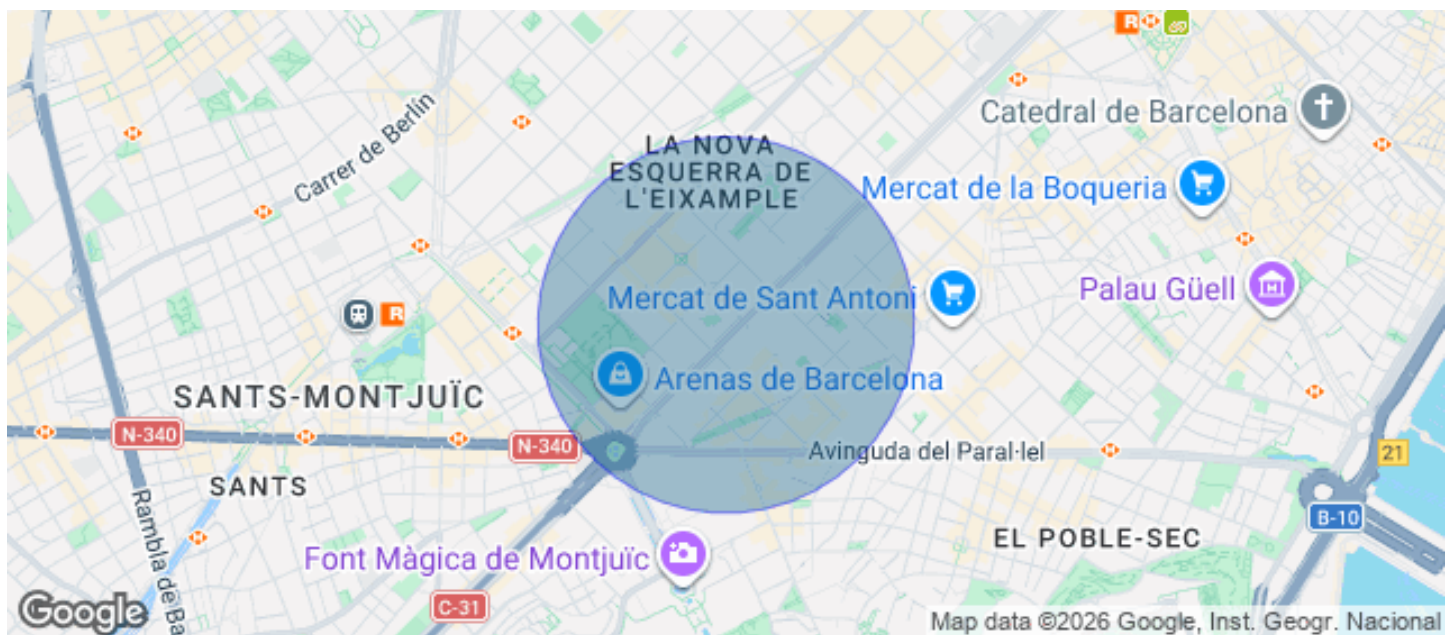 Catedral de Barcelona
Carrer de Berlín
LA NOVA
ESQUERRA DE
L'EIXAMPLE
Mercat de la Boqueria
Mercat de Sant Antoni
Palau Güell
R
R
Arenas de Barcelona
SANTS-MONTJUÏC
N-340
N-340
Avinguda del Paral·lel
21
SANTS
Rambla de Ba
B-10
EL POBLE-SEC
Font Màgica de Montjuïc
C-31
Google
Map data ©2026 Google, Inst. Geogr. Nacional